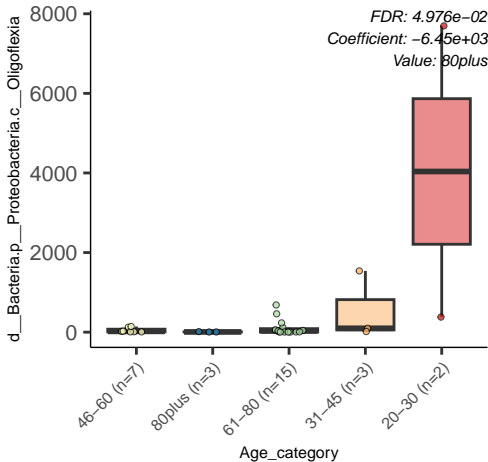 FDR: 4.976e−02
Coefficient: −6.45e+03
Value: 80plus
d__Bacteria.p__Proteobacteria.c__Oligoflexia
8000
6000
4000
2000
0
46−60 (n=7)
80plus (n=3)
61−80 (n=15)
31−45 (n=3)
20−30 (n=2)
Age_category